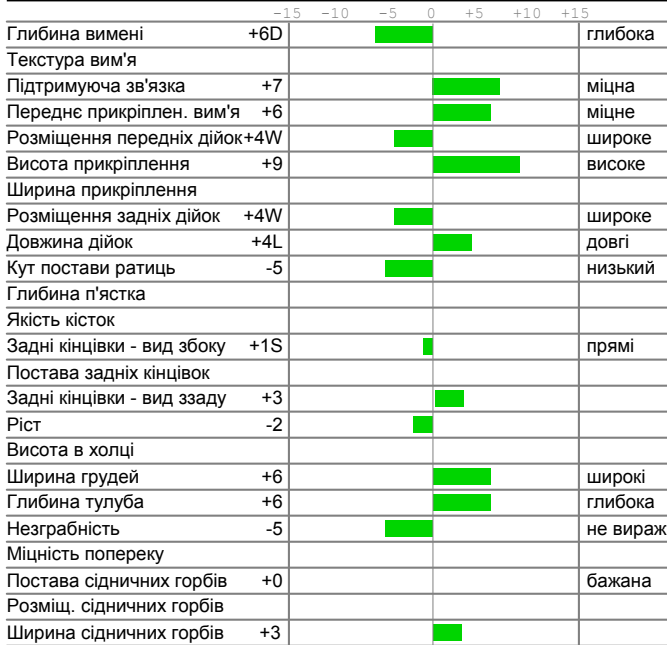 -15 -10 -5 0 +5 +10 +15
Глибина вимені +6D глибока
Текстура вим'я
Підтримуюча зв'язка +7 міцна
Переднє прикріплен. вим'я +6 міцне
Розміщення передніх дійок+4W широке
Висота прикріплення +9 високе
Ширина прикріплення
Розміщення задніх дійок +4W широке
Довжина дійок +4L довгі
Кут постави ратиць -5 низький
Глибина п'ястка
Якість кісток
Задні кінцівки - вид збоку +1S прямі
Постава задніх кінцівок
Задні кінцівки - вид ззаду +3
Ріст -2
Висота в холці
Ширина грудей +6 широкі
Глибина тулуба +6 глибока
Незграбність -5 не вираж
Міцність попереку
Постава сідничних горбів +0 бажана
Розміщ. сідничних горбів
Ширина сідничних горбів +3